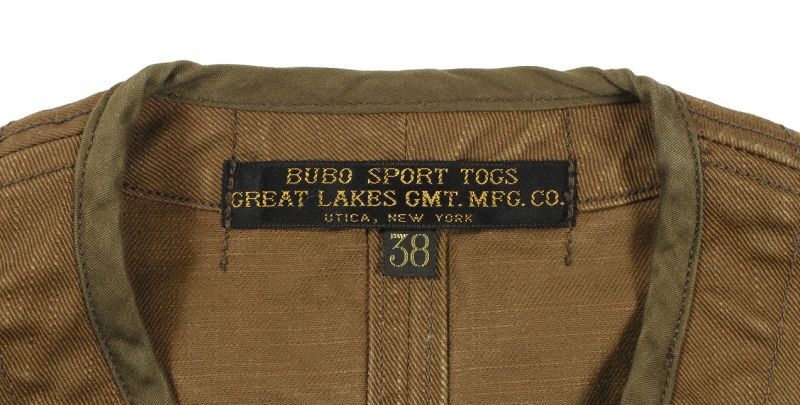 BUBO SPORT TOGS
GREAT LAKES GMT. MFG. CO.
UTICA, NEW YORK
38